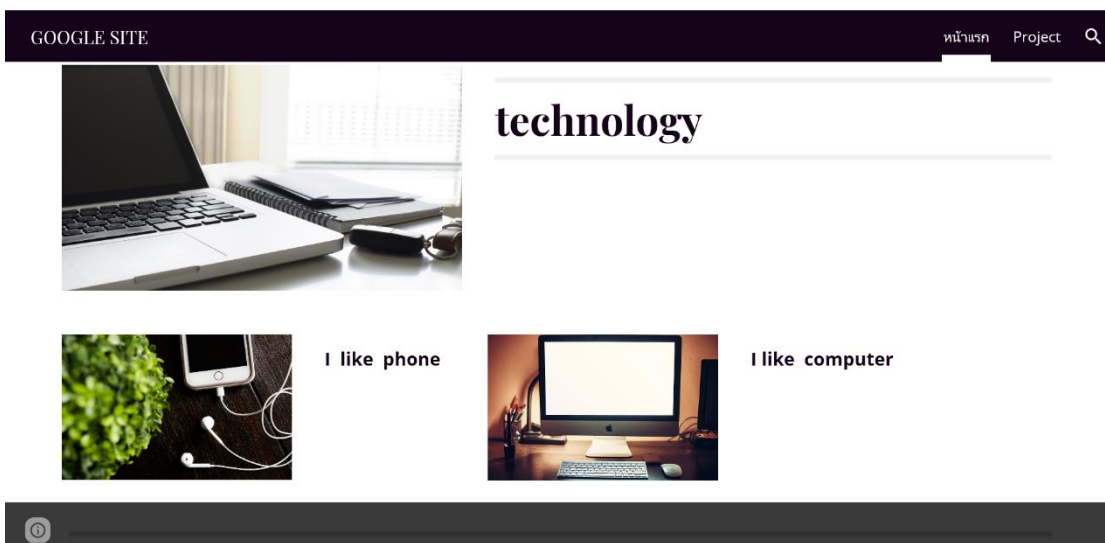 GOOGLE SITE
หน้าแรก
Project
technology
I like phone
I like computer